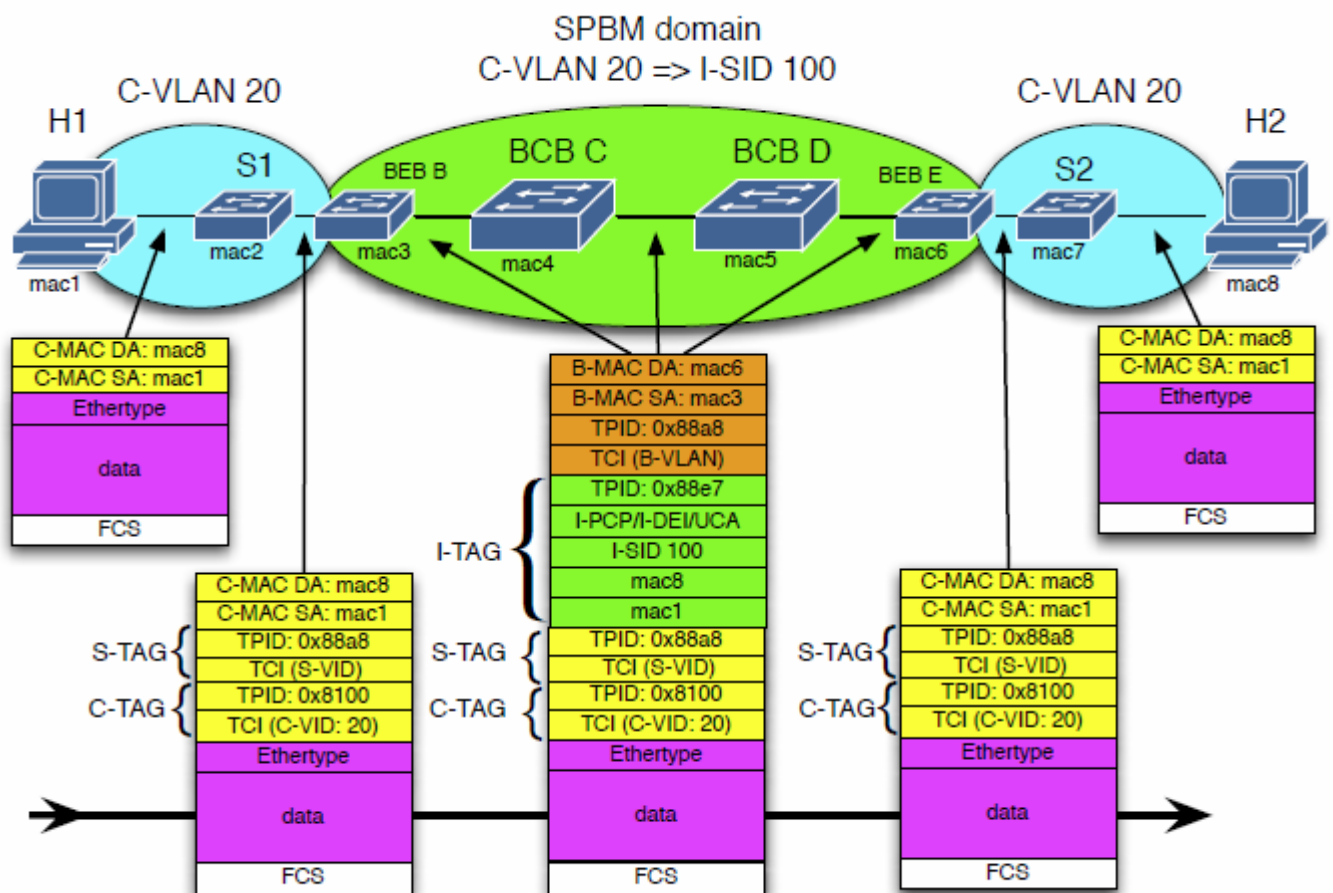 SPBM domain
C-VLAN 20 => I-SID 100
C-VLAN 20
C-VLAN 20
H1
H2
S1
BEB B
BCB C
BCB D
BEB E
S2
mac1
mac2
mac3
mac4
mac5
mac6
mac7
mac8
C-MAC DA: mac8
C-MAC SA: mac1
Ethertype
data
FCS
C-MAC DA: mac8
C-MAC SA: mac1
S-TAG
TPID: 0x88a8
TCI (S-VID)
C-TAG
TPID: 0x8100
TCI (C-VID: 20)
Ethertype
data
FCS
B-MAC DA: mac6
B-MAC SA: mac3
TPID: 0x88a8
TCI (B-VLAN)
I-TAG
TPID: 0x88e7
I-PCP/I-DEI/UCA
I-SID 100
mac8
mac1
S-TAG
TPID: 0x88a8
TCI (S-VID)
C-TAG
TPID: 0x8100
TCI (C-VID: 20)
Ethertype
data
FCS
C-MAC DA: mac8
C-MAC SA: mac1
S-TAG
TPID: 0x88a8
TCI (S-VID)
C-TAG
TPID: 0x8100
TCI (C-VID: 20)
Ethertype
data
FCS
C-MAC DA: mac8
C-MAC SA: mac1
Ethertype
data
FCS